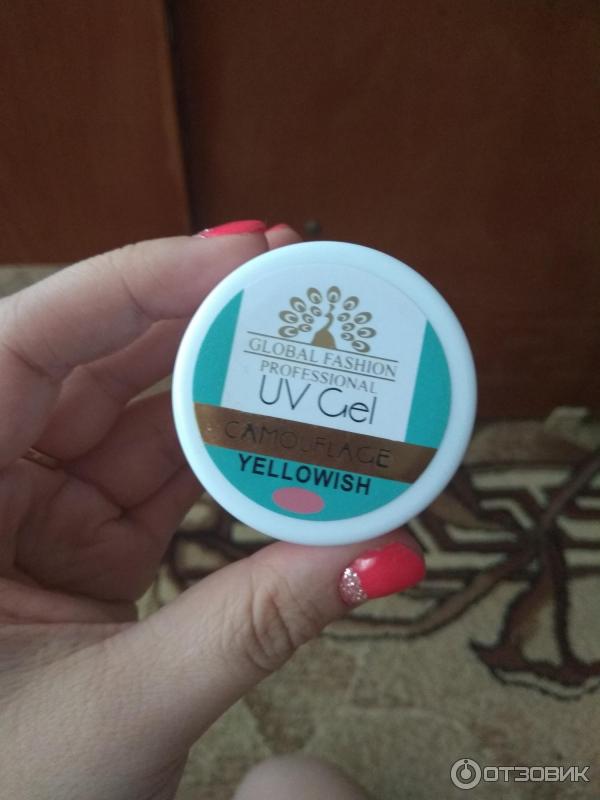 GLOBAL FASHION
PROFESSIONAL
UV Gel
CAMOUFLAGE
YELLOWISH
ОТЗОВИК